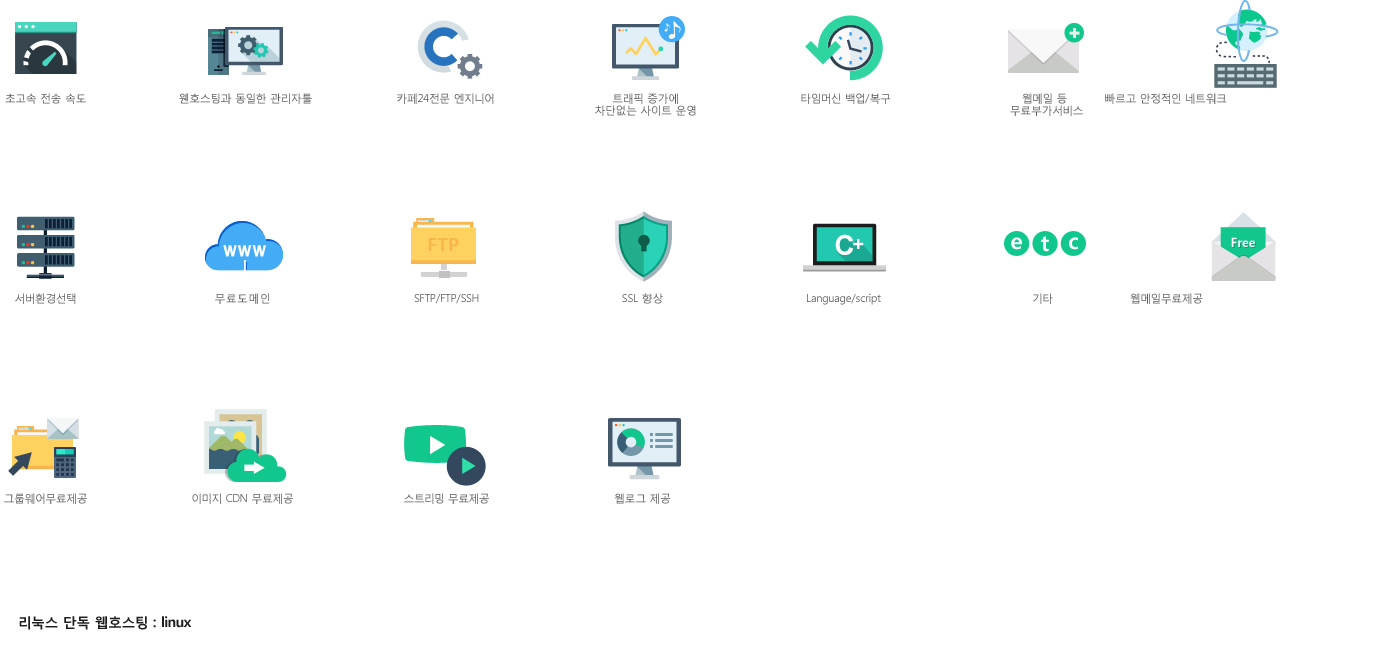 초고속 전송 속도
웹호스팅과 동일한 관리자툴
카페24전문 엔지니어
트래픽 증가에
차단없는 사이트 운영
타임머신 백업/복구
웹메일 등
무료부가서비스
빠르고 안정적인 네트워크
WWW
FTP
C+
etc
Free
서버환경선택
무료도메인
SFTP/FTP/SSH
SSL 향상
Language/script
기타
웹메일무료제공
그룹웨어무료제공
이미지 CDN 무료제공
스트리밍 무료제공
웹로그 제공
리눅스 단독 웹호스팅 : linux